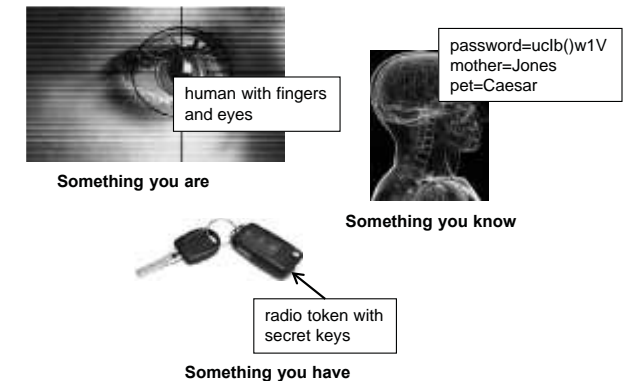 human with fingers
and eyes
Something you are
password=uclb()w1V
mother=Jones
pet=Caesar
Something you know
radio token with
secret keys
Something you have